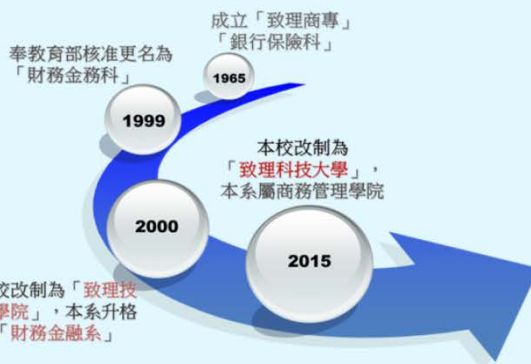 成立「致理商專」
「銀行保險科」
1965
奉教育部核准更名為
「財務金務科」
1999
本校改制為
「致理科技大學」,
本系屬商務管理學院
2000
2015
校改制為「致理技
學院」,本系升格
「財務金融系」